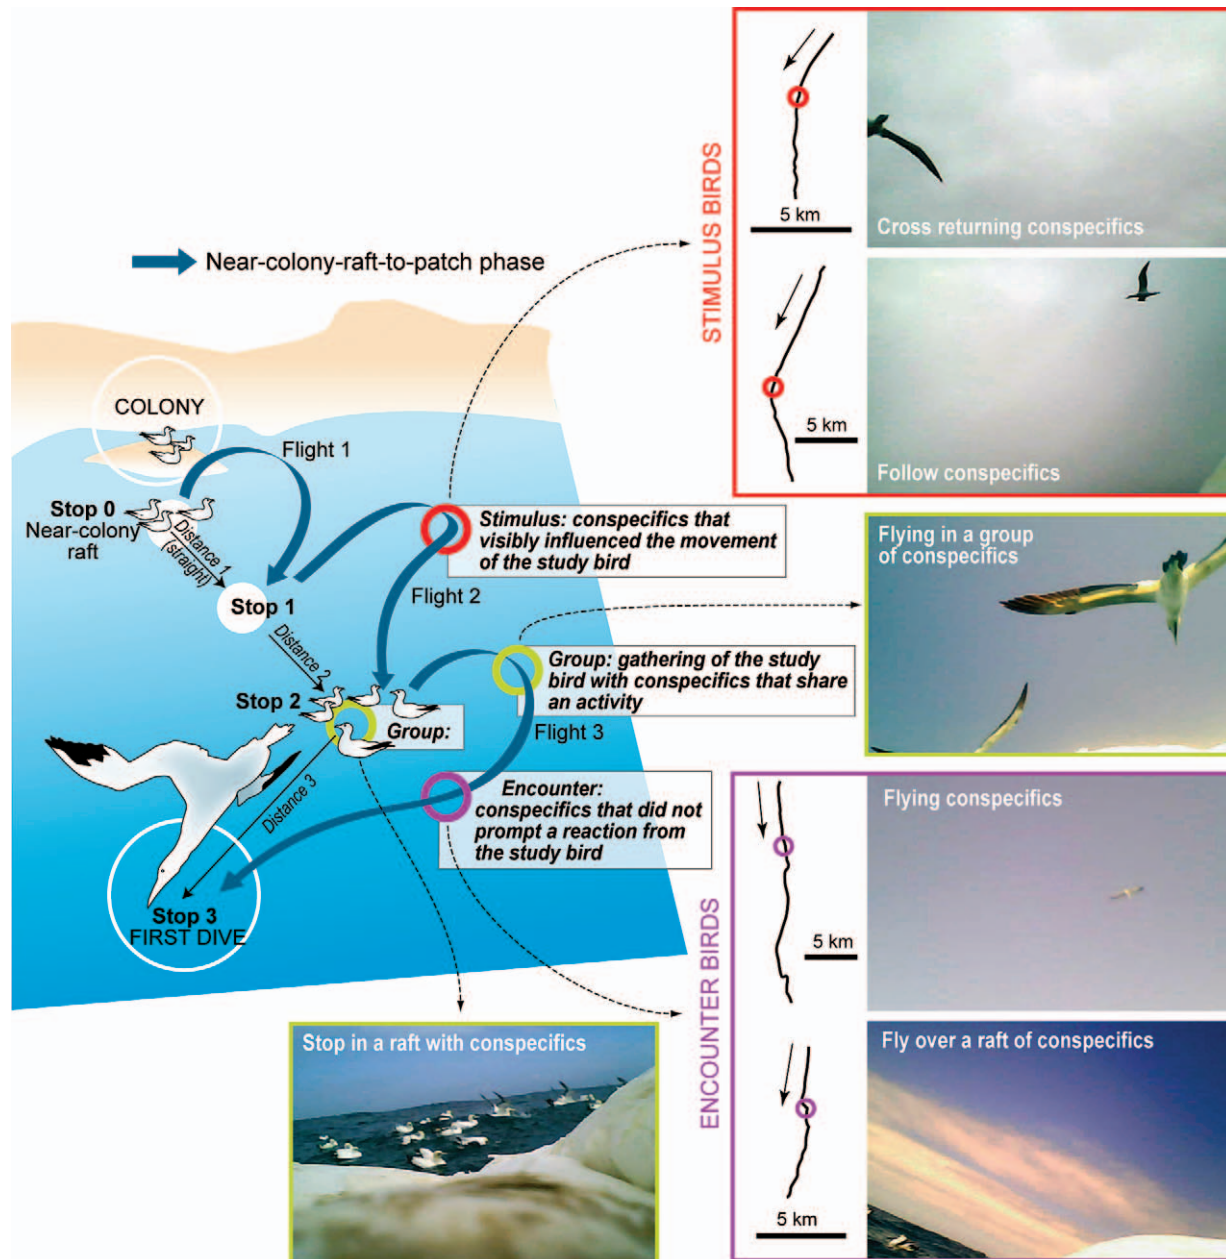 Near-colony-raft-to-patch phase
COLONY
Flight 1
Stop 0
Near-colony
raft
Distance 1
(straight)
Stop 1
Stimulus: conspecifics that
visibly influenced the movement
of the study bird
Flight 2
Distance 2
Group: gathering of the study
bird with conspecifics that share
an activity
Stop 2
Group:
Flight 3
Distance 3
Encounter:
conspecifics that did not
prompt a reaction from
the study bird
Stop 3
FIRST DIVE
STIMULUS BIRDS
5 km
Cross returning conspecifics
5 km
Follow conspecifics
Flying in a group
of conspecifics
ENCOUNTER BIRDS
Flying conspecifics
5 km
Fly over a raft of conspecifics
5 km
Stop in a raft with conspecifics